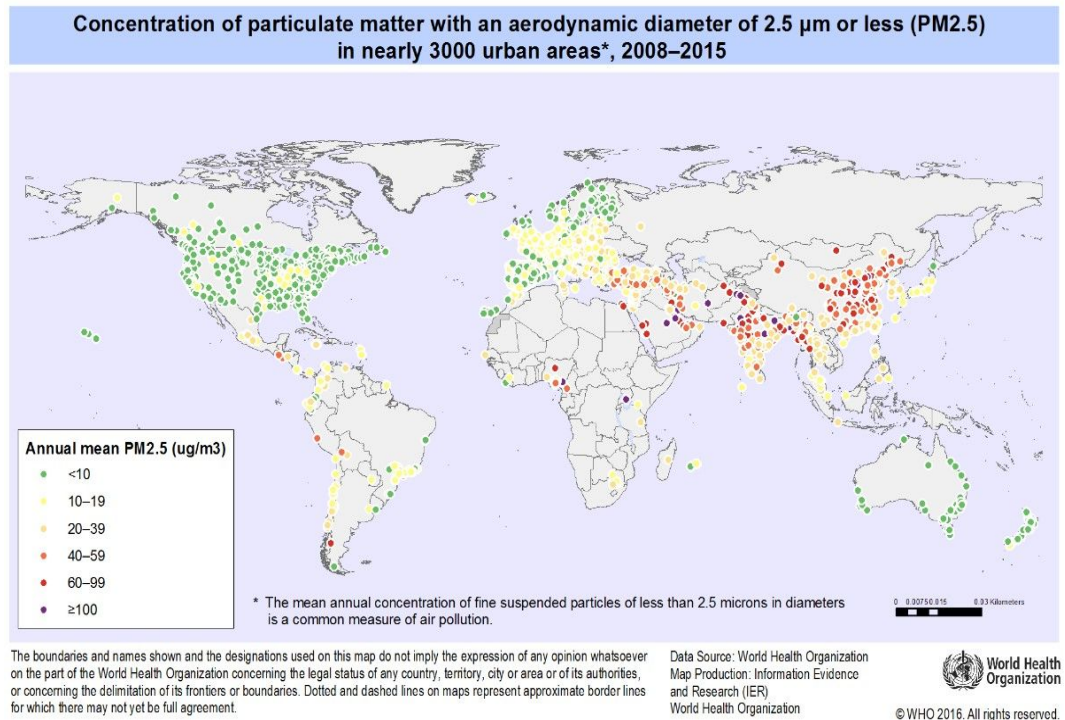 Concentration of particulate matter with an aerodynamic diameter of 2.5 µm or less (PM2.5)
in nearly 3000 urban areas*, 2008–2015
Annual mean PM2.5 (ug/m3)
<10
10–19
20–39
40–59
60–99
≥100
* The mean annual concentration of fine suspended particles of less than 2.5 microns in diameters
is a common measure of air pollution.
0 0.0075 0.015 0.03 Kilometers
The boundaries and names shown and the designations used on this map do not imply the expression of any opinion whatsoever
on the part of the World Health Organization concerning the legal status of any country, territory, city or area or of its authorities,
or concerning the delimitation of its frontiers or boundaries. Dotted and dashed lines on maps represent approximate border lines
for which there may not yet be full agreement.
Data Source: World Health Organization
Map Production: Information Evidence
and Research (IER)
World Health Organization
World Health
Organization
© WHO 2016. All rights reserved.